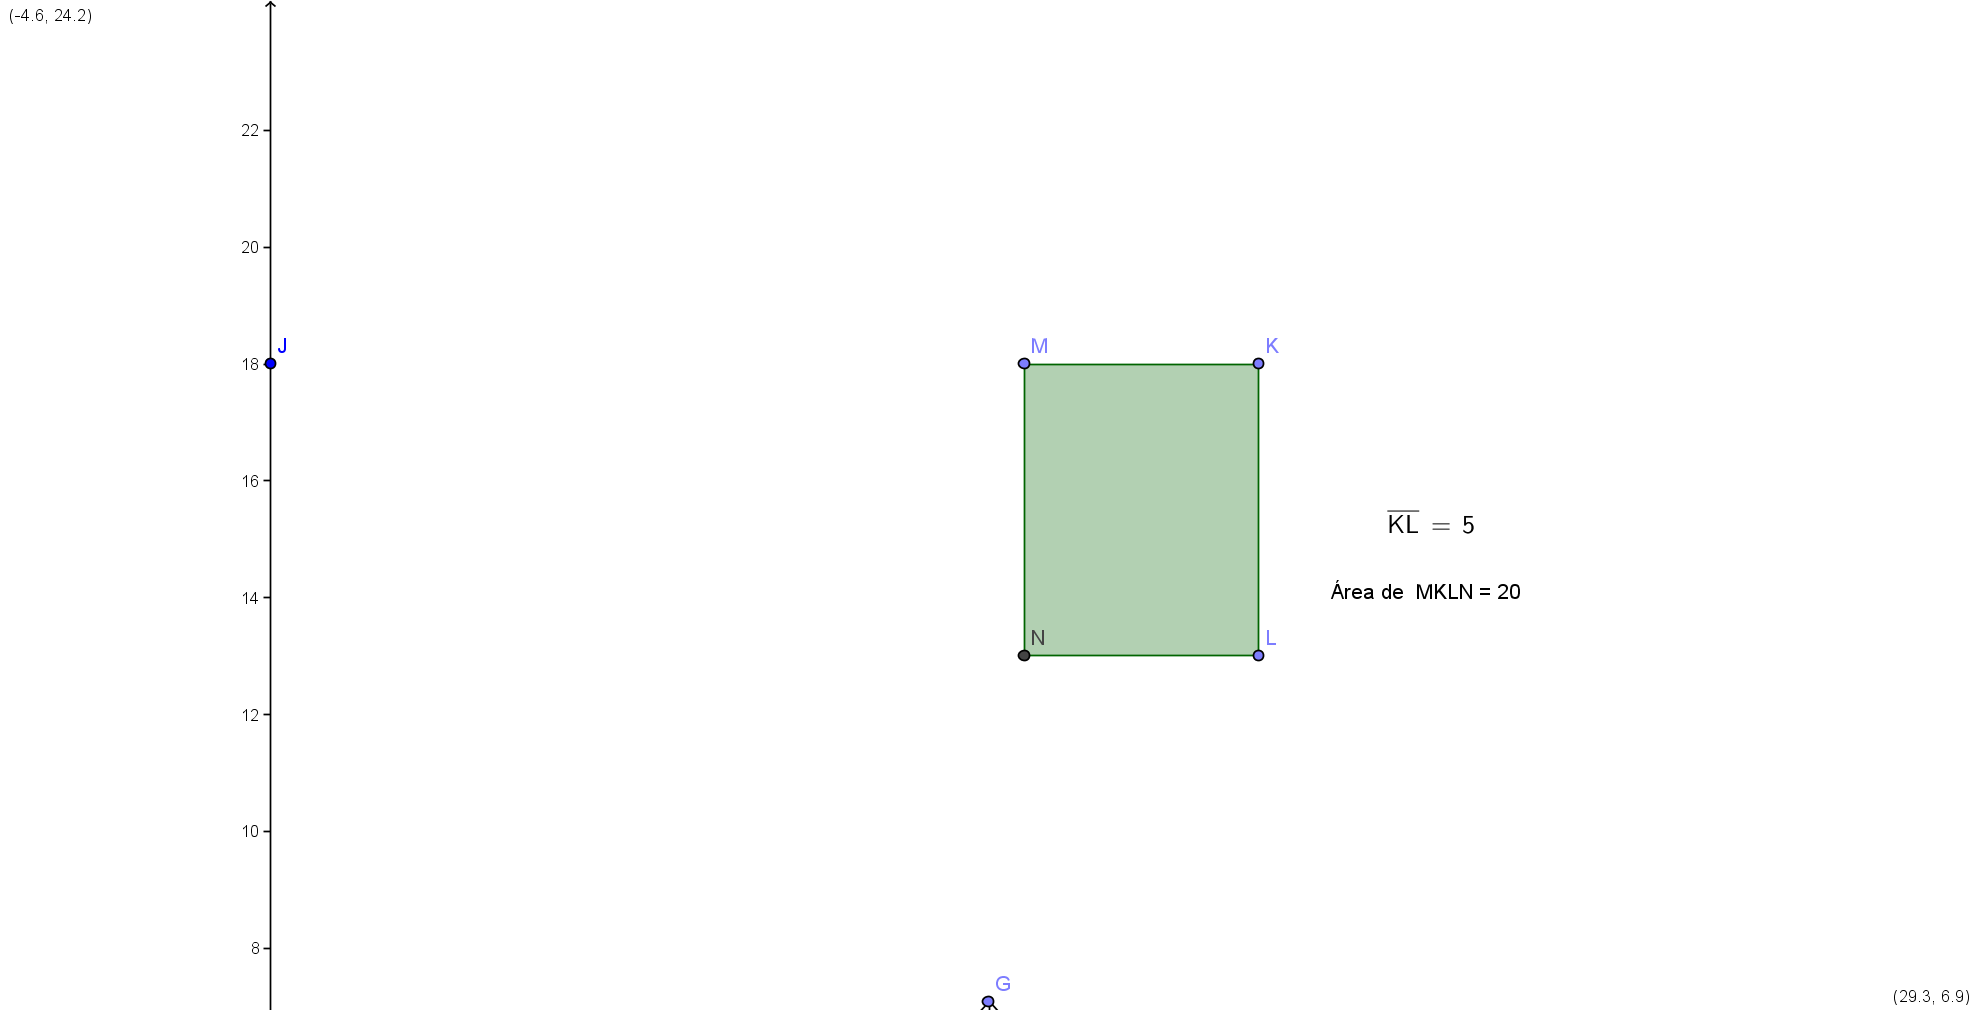 (-4.6, 24.2)
22
20
J
M
K
18
16
KL = 5
14
Área de MKLN = 20
N
L
12
10
8
G
(29.3, 6.9)